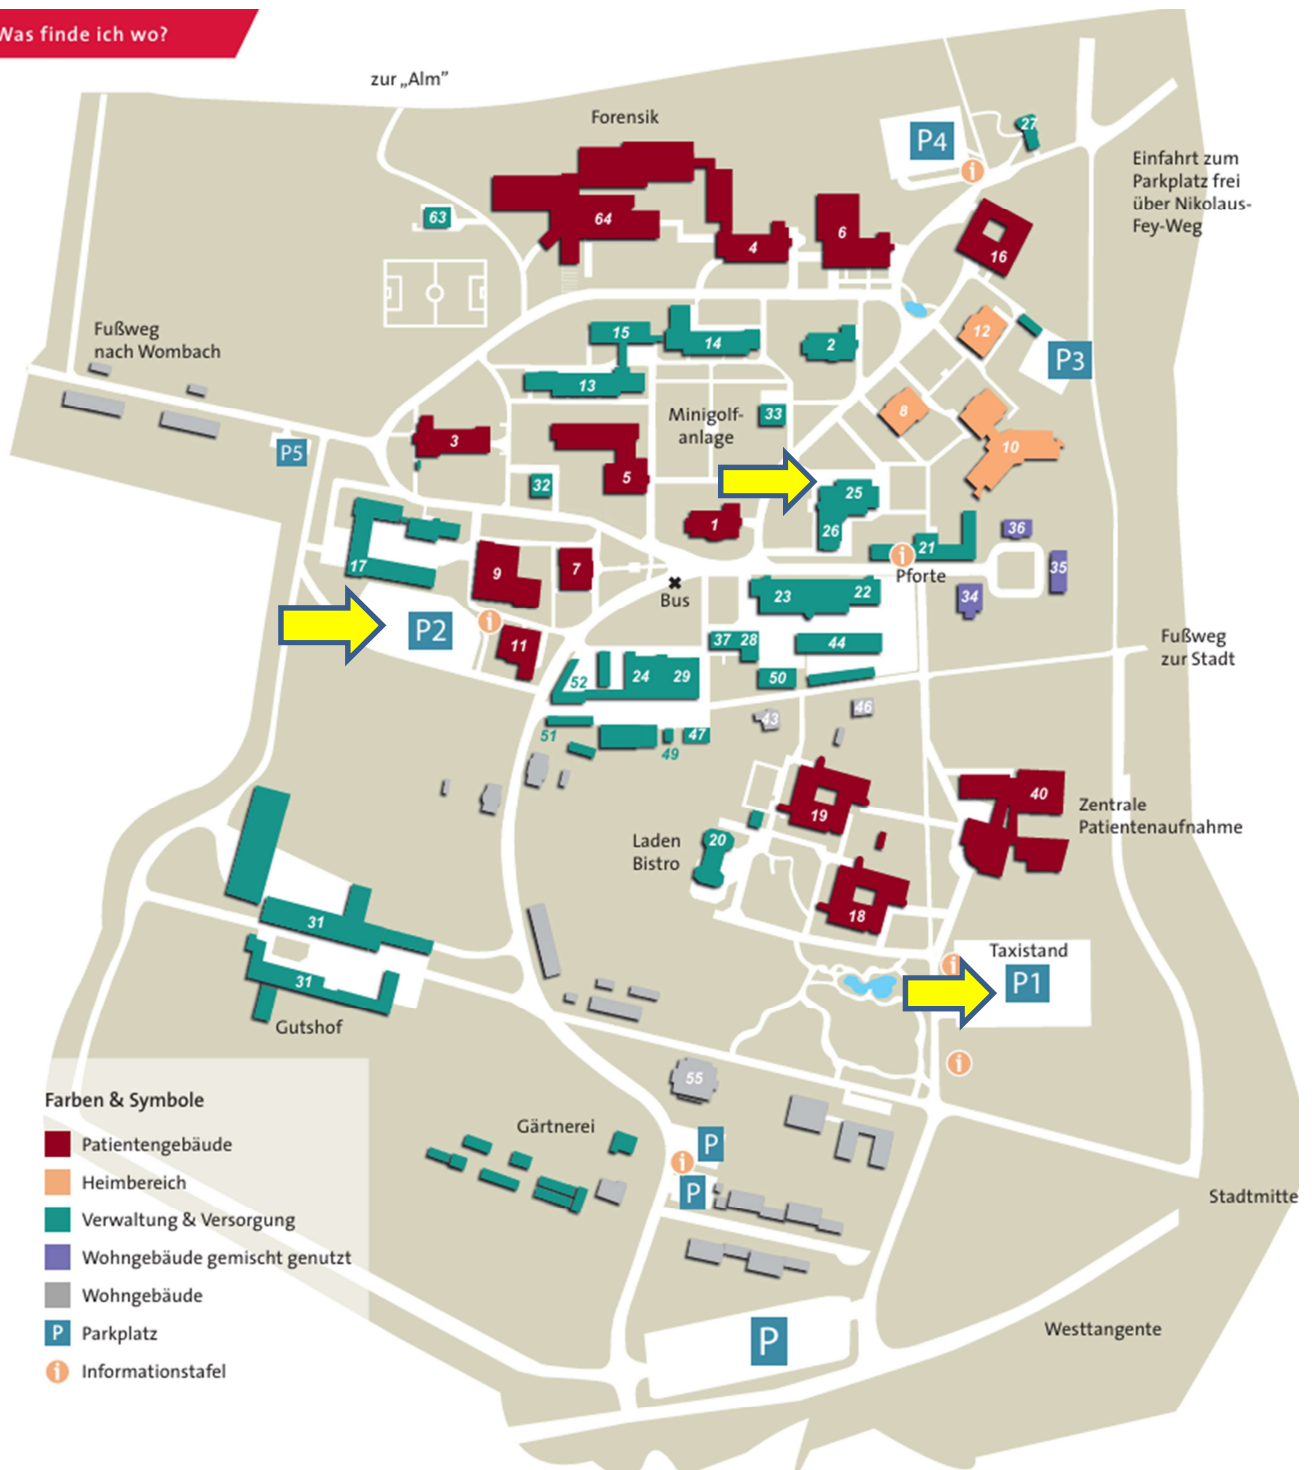 Was finde ich wo?
zur „Alm”
Forensik
P4
27
Einfahrt zum
Parkplatz frei
über Nikolaus-
Fey-Weg
63
64
4
6
16
15
14
2
12
P3
Fußweg
nach Wombach
13
Minigolf-
anlage
33
8
10
P5
3
5
32
25
26
1
36
17
9
7
21
Pforte
35
Bus
23
22
34
P2
11
37
28
44
Fußweg
zur Stadt
52
24
29
50
51
49
47
43
46
19
40
Zentrale
Patientenaufnahme
Laden
Bistro
20
18
31
31
Gutshof
Taxistand
P1
55
Farben & Symbole
Patientengebäude
Heimbereich
Verwaltung & Versorgung
Wohngebäude gemischt genutzt
Wohngebäude
P Parkplatz
i Informationstafel
Gärtnerei
P
P
Stadtmitte
Westtangente
P